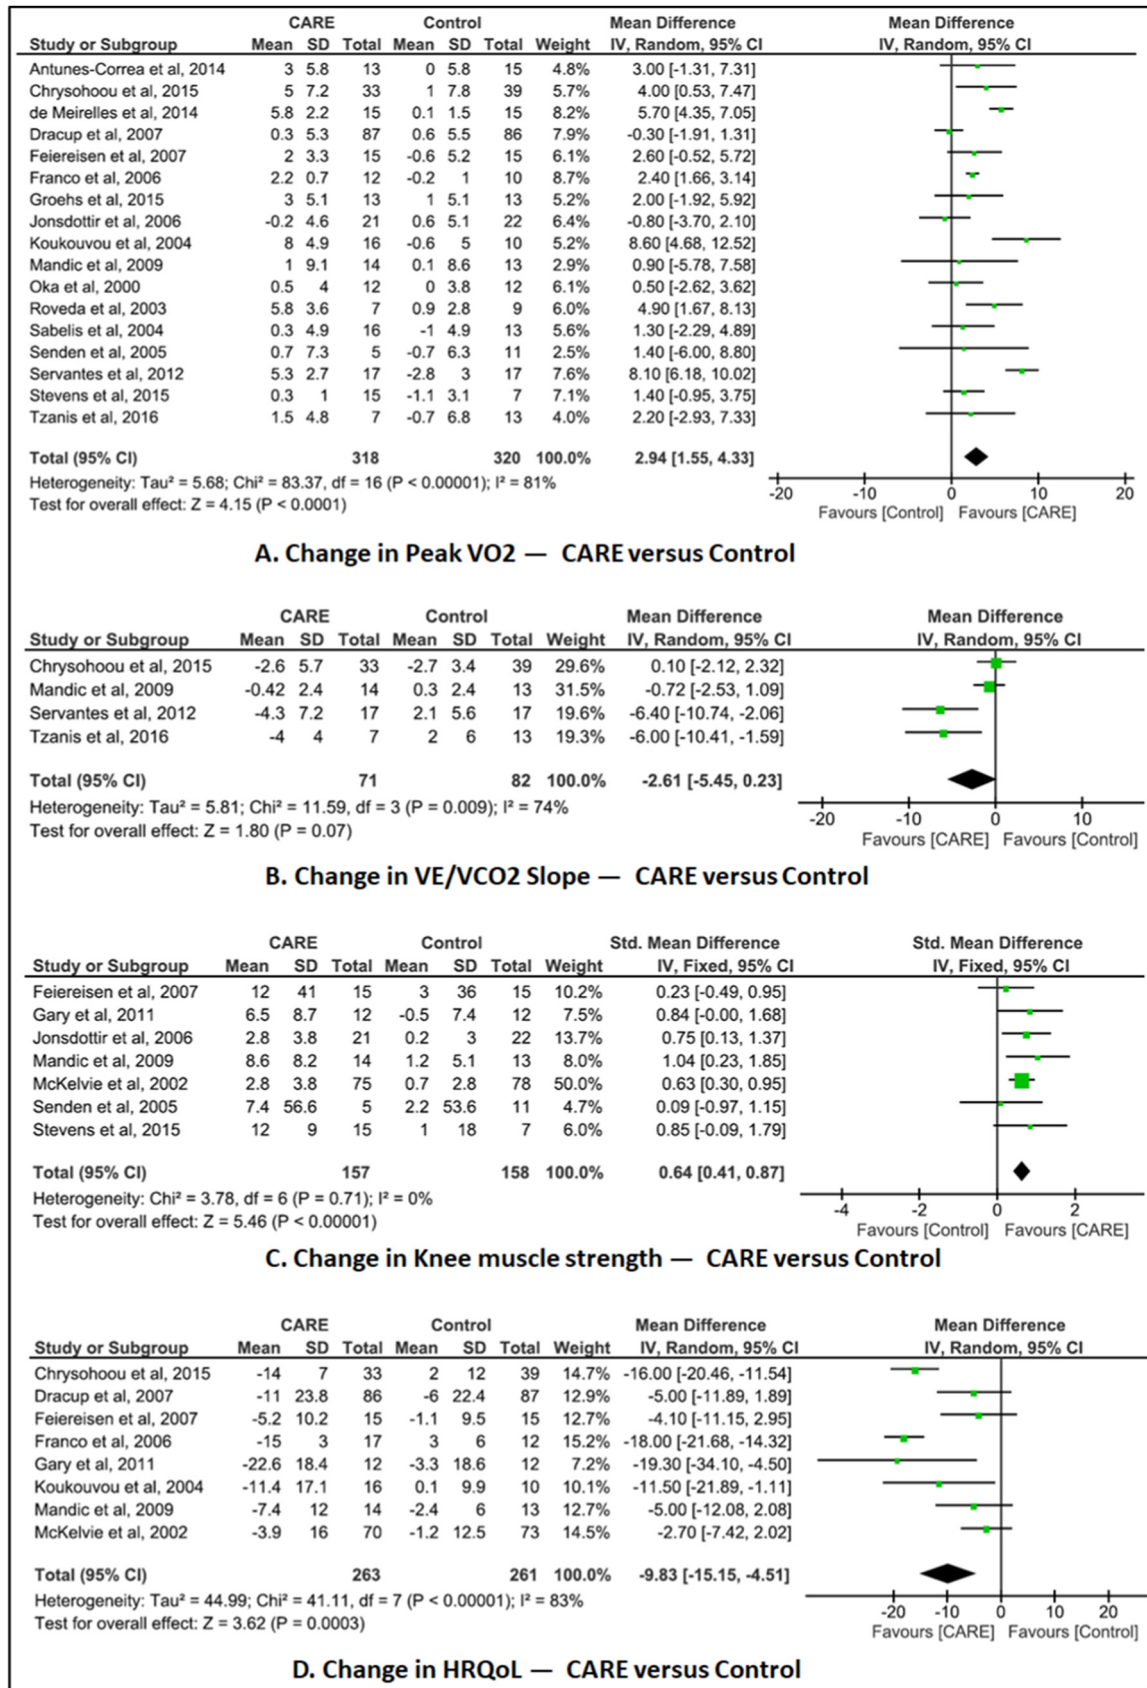 CARE Control Mean Difference Mean Difference
Study or Subgroup Mean SD Total Mean SD Total Weight IV, Random, 95% CI IV, Random, 95% CI
Antunes-Correa et al, 2014 3 5.8 13 0 5.8 15 4.8% 3.00 [-1.31, 7.31]
Chrysohoou et al, 2015 5 7.2 33 1 7.8 39 5.7% 4.00 [0.53, 7.47]
de Meirelles et al, 2014 5.8 2.2 15 0.1 1.5 15 8.2% 5.70 [4.35, 7.05]
Dracup et al, 2007 0.3 5.3 87 0.6 5.5 86 7.9% -0.30 [-1.91, 1.31]
Feiereisen et al, 2007 2 3.3 15 -0.6 5.2 15 6.1% 2.60 [-0.52, 5.72]
Franco et al, 2006 2.2 0.7 12 -0.2 1 10 8.7% 2.40 [1.66, 3.14]
Groehs et al, 2015 3 5.1 13 1 5.1 13 5.2% 2.00 [-1.92, 5.92]
Jonsdottir et al, 2006 -0.2 4.6 21 0.6 5.1 22 6.4% -0.80 [-3.70, 2.10]
Koukouvou et al, 2004 8 4.9 16 -0.6 5 10 5.2% 8.60 [4.68, 12.52]
Mandic et al, 2009 1 9.1 14 0.1 8.6 13 2.9% 0.90 [-5.78, 7.58]
Oka et al, 2000 0.5 4 12 0 3.8 12 6.1% 0.50 [-2.62, 3.62]
Roveda et al, 2003 5.8 3.6 7 0.9 2.8 9 6.0% 4.90 [1.67, 8.13]
Sabelis et al, 2004 0.3 4.9 16 -1 4.9 13 5.6% 1.30 [-2.29, 4.89]
Senden et al, 2005 0.7 7.3 5 -0.7 6.3 11 2.5% 1.40 [-6.00, 8.80]
Servantes et al, 2012 5.3 2.7 17 -2.8 3 17 7.6% 8.10 [6.18, 10.02]
Stevens et al, 2015 0.3 1 15 -1.1 3.1 7 7.1% 1.40 [-0.95, 3.75]
Tzanis et al, 2016 1.5 4.8 7 -0.7 6.8 13 4.0% 2.20 [-2.93, 7.33]
Total (95% CI) 318 320 100.0% 2.94 [1.55, 4.33]
Heterogeneity: Tau² = 5.68; Chi² = 83.37, df = 16 (P < 0.00001); I² = 81%
Test for overall effect: Z = 4.15 (P < 0.0001)
-20 -10 0 10 20
Favours [Control] Favours [CARE]
A. Change in Peak VO2 — CARE versus Control
CARE Control Mean Difference Mean Difference
Study or Subgroup Mean SD Total Mean SD Total Weight IV, Random, 95% CI IV, Random, 95% CI
Chrysohoou et al, 2015 -2.6 5.7 33 -2.7 3.4 39 29.6% 0.10 [-2.12, 2.32]
Mandic et al, 2009 -0.42 2.4 14 0.3 2.4 13 31.5% -0.72 [-2.53, 1.09]
Servantes et al, 2012 -4.3 7.2 17 2.1 5.6 17 19.6% -6.40 [-10.74, -2.06]
Tzanis et al, 2016 -4 4 7 2 6 13 19.3% -6.00 [-10.41, -1.59]
Total (95% CI) 71 82 100.0% -2.61 [-5.45, 0.23]
Heterogeneity: Tau² = 5.81; Chi² = 11.59, df = 3 (P = 0.009); I² = 74%
Test for overall effect: Z = 1.80 (P = 0.07)
-20 -10 0 10
Favours [CARE] Favours [Control]
B. Change in VE/VCO2 Slope — CARE versus Control
CARE Control Std. Mean Difference Std. Mean Difference
Study or Subgroup Mean SD Total Mean SD Total Weight IV, Fixed, 95% CI IV, Fixed, 95% CI
Feiereisen et al, 2007 12 41 15 3 36 15 10.2% 0.23 [-0.49, 0.95]
Gary et al, 2011 6.5 8.7 12 -0.5 7.4 12 7.5% 0.84 [-0.00, 1.68]
Jonsdottir et al, 2006 2.8 3.8 21 0.2 3 22 13.7% 0.75 [0.13, 1.37]
Mandic et al, 2009 8.6 8.2 14 1.2 5.1 13 8.0% 1.04 [0.23, 1.85]
McKelvie et al, 2002 2.8 3.8 75 0.7 2.8 78 50.0% 0.63 [0.30, 0.95]
Senden et al, 2005 7.4 56.6 5 2.2 53.6 11 4.7% 0.09 [-0.97, 1.15]
Stevens et al, 2015 12 9 15 1 18 7 6.0% 0.85 [-0.09, 1.79]
Total (95% CI) 157 158 100.0% 0.64 [0.41, 0.87]
Heterogeneity: Chi² = 3.78, df = 6 (P = 0.71); I² = 0%
Test for overall effect: Z = 5.46 (P < 0.00001)
-4 -2 0 2
Favours [Control] Favours [CARE]
C. Change in Knee muscle strength — CARE versus Control
CARE Control Mean Difference Mean Difference
Study or Subgroup Mean SD Total Mean SD Total Weight IV, Random, 95% CI IV, Random, 95% CI
Chrysohoou et al, 2015 -14 7 33 2 12 39 14.7% -16.00 [-20.46, -11.54]
Dracup et al, 2007 -11 23.8 86 -6 22.4 87 12.9% -5.00 [-11.89, 1.89]
Feiereisen et al, 2007 -5.2 10.2 15 -1.1 9.5 15 12.7% -4.10 [-11.15, 2.95]
Franco et al, 2006 -15 3 17 3 6 12 15.2% -18.00 [-21.68, -14.32]
Gary et al, 2011 -22.6 18.4 12 -3.3 18.6 12 7.2% -19.30 [-34.10, -4.50]
Koukouvou et al, 2004 -11.4 17.1 16 0.1 9.9 10 10.1% -11.50 [-21.89, -1.11]
Mandic et al, 2009 -7.4 12 14 -2.4 6 13 12.7% -5.00 [-12.08, 2.08]
McKelvie et al, 2002 -3.9 16 70 -1.2 12.5 73 14.5% -2.70 [-7.42, 2.02]
Total (95% CI) 263 261 100.0% -9.83 [-15.15, -4.51]
Heterogeneity: Tau² = 44.99; Chi² = 41.11, df = 7 (P < 0.00001); I² = 83%
Test for overall effect: Z = 3.62 (P = 0.0003)
-20 -10 0 10 20
Favours [CARE] Favours [Control]
D. Change in HRQoL — CARE versus Control